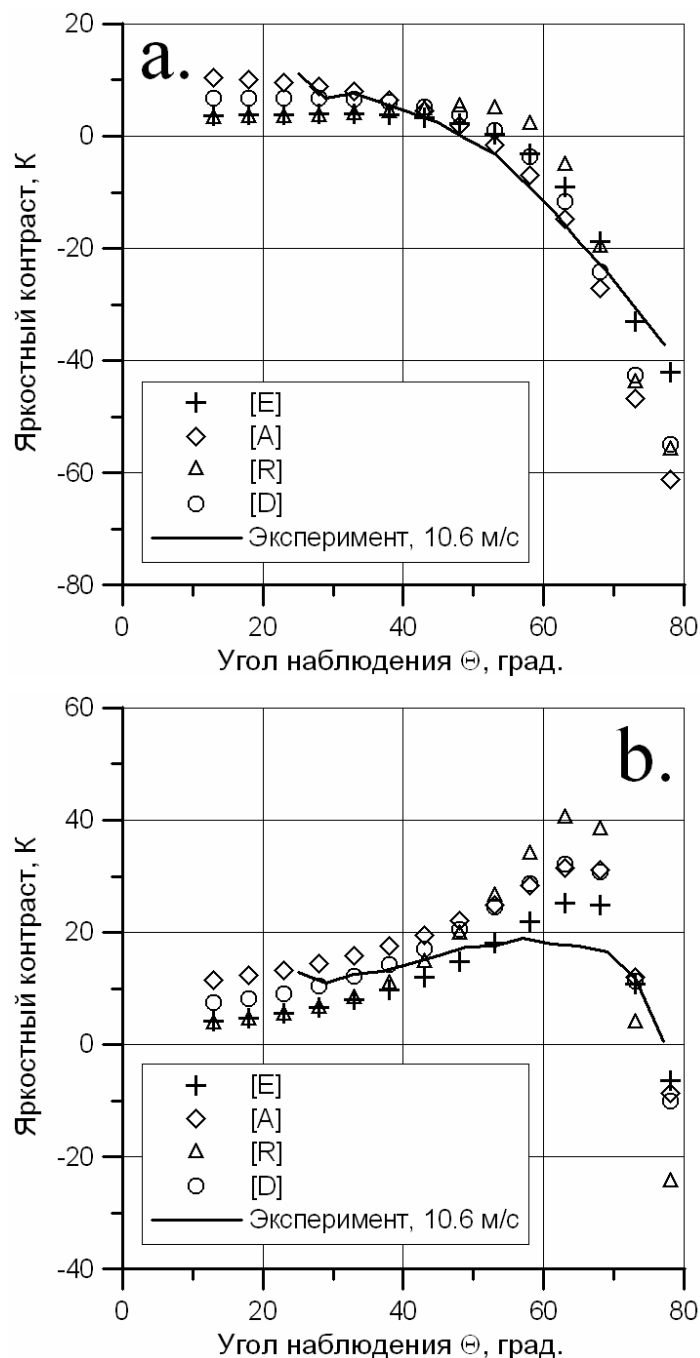 20
a.
0
-20
-40
-60
-80
Яркостный контраст, К
[E]
[A]
[R]
[D]
Эксперимент, 10.6 м/с
0 20 40 60 80
Угол наблюдения Θ, град.
60
b.
40
20
0
-20
-40
Яркостный контраст, К
[E]
[A]
[R]
[D]
Эксперимент, 10.6 м/с
0 20 40 60 80
Угол наблюдения Θ, град.